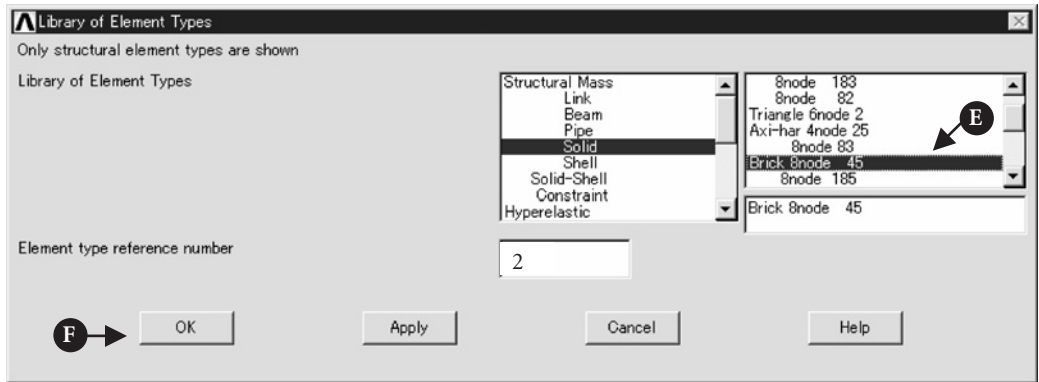 Library of Element Types
Only structural element types are shown
Library of Element Types
Structural Mass
Link
Beam
Pipe
Solid
Shell
Solid-Shell
Constraint
Hyperelastic
8node 183
8node 82
Triangle 6node 2
Axi-har 4node 25
8node 83
Brick 8node 45
8node 185
E
Brick 8node 45
Element type reference number
2
F
OK
Apply
Cancel
Help